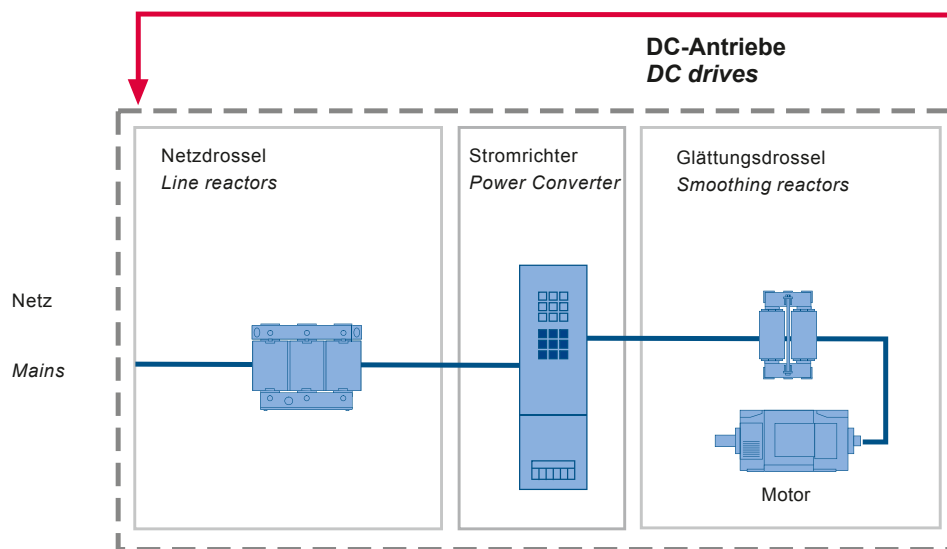 DC-Antriebe
DC drives
Netzdrossel
Line reactors
Stromrichter
Power Converter
Glättungsdrossel
Smoothing reactors
Netz
Mains
Motor